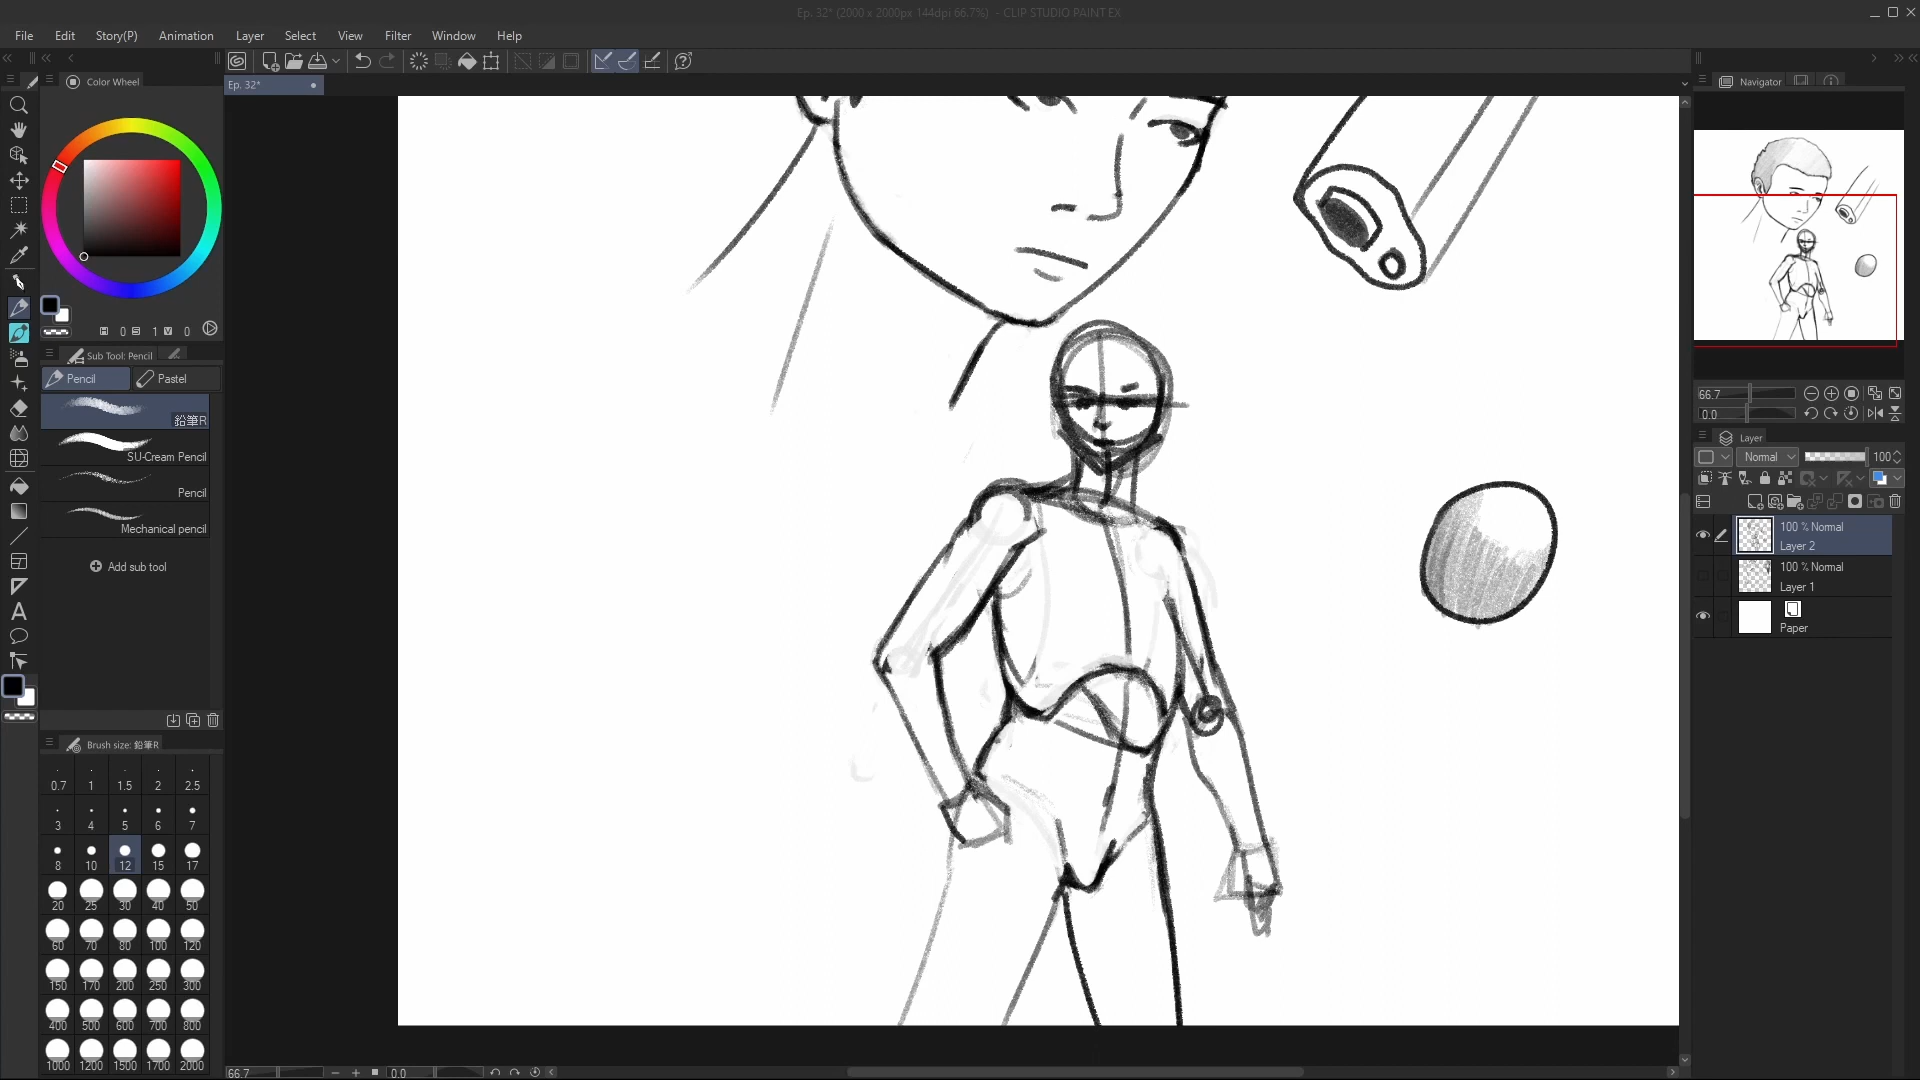 Ep. 32* (2000 x 2000px 144dpi 66.7%) - CLIP STUDIO PAINT EX
File Edit Story(P) Animation Layer Select View Filter Window Help
Color Wheel
Ep. 32*
Navigator
H 0 S 1 V 0
Sub Tool: Pencil
Pencil Pastel
鉛筆R
SU-Cream Pencil
Pencil
Mechanical pencil
Add sub tool
Brush size: 鉛筆R
0.7 1 1.5 2 2.5
3 4 5 6 7
8 10 12 15 17
20 25 30 40 50
60 70 80 100 120
150 170 200 250 300
400 500 600 700 800
1000 1200 1500 1700 2000
66.7 0.0
66.7
0.0
Layer
Normal 100
100 % Normal
Layer 2
100 % Normal
Layer 1
Paper